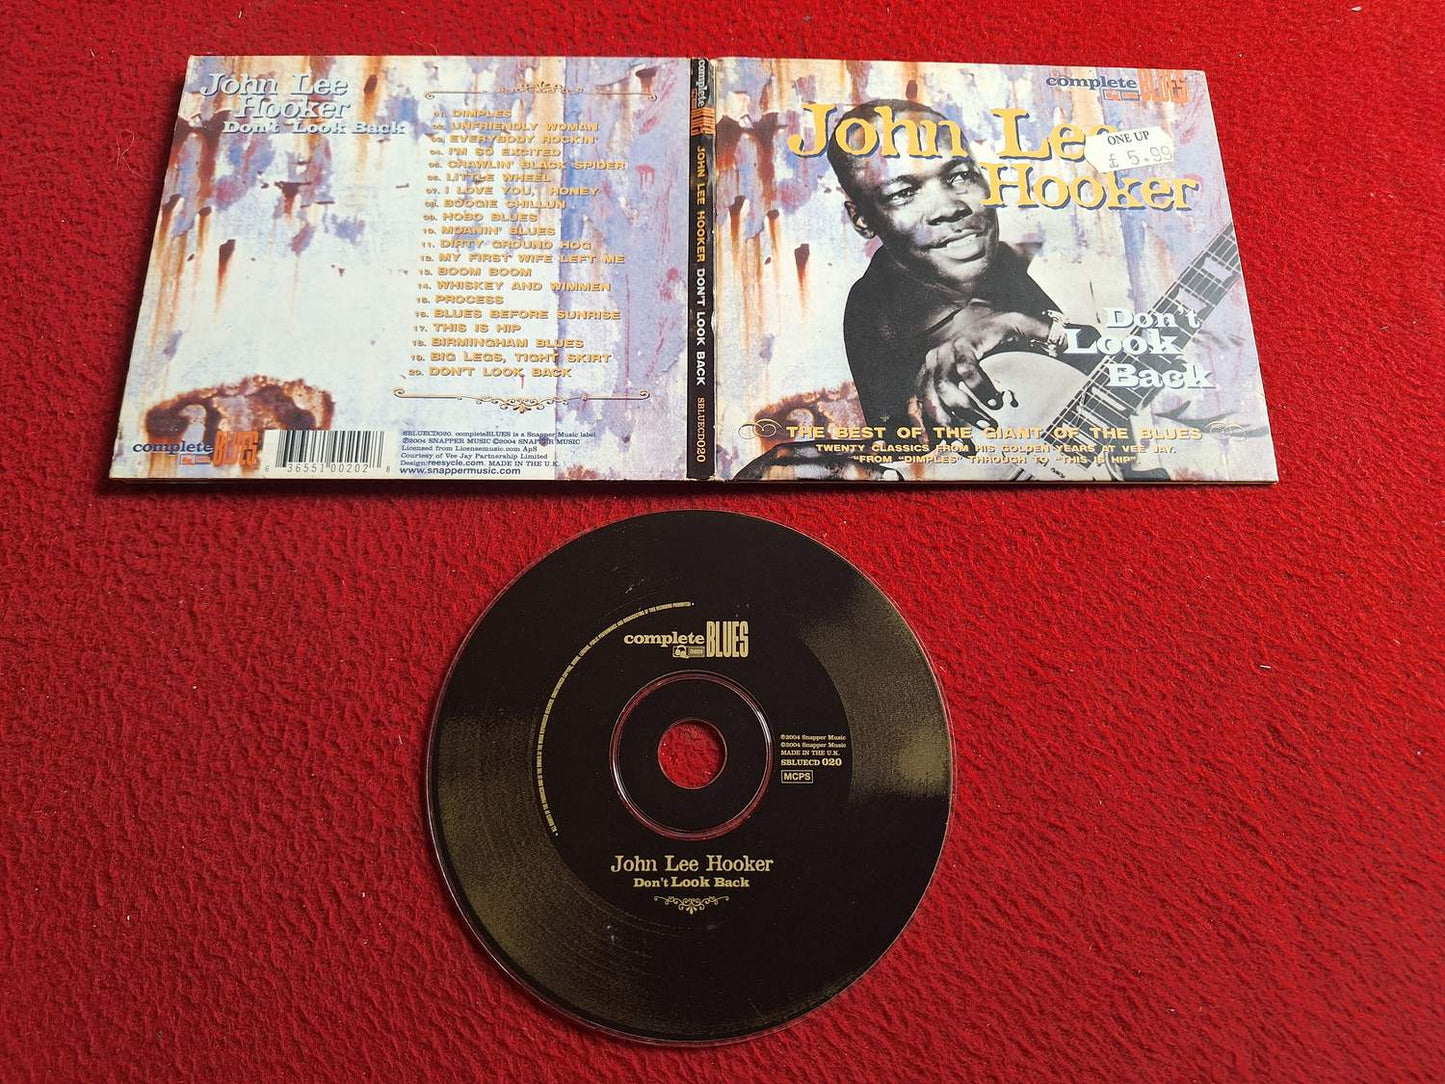 John Lee
Hooker
Don't Look Back
01. DIMPLES
02. UNFRIENDLY WOMAN
03. EVERYBODY ROCKIN'
04. I'M SO EXCITED
05. CRAWLIN' BLACK SPIDER
06. LITTLE WHEEL
07. I LOVE YOU, HONEY
08. BOOGIE CHILLUN
09. HOBO BLUES
10. MOANIN' BLUES
11. DIRTY GROUND HOG
12. MY FIRST WIFE LEFT ME
13. BOOM BOOM
14. WHISKEY AND WIMMEN
15. PROCESS
16. BLUES BEFORE SUNRISE
17. THIS IS HIP
18. BIRMINGHAM BLUES
19. BIG LEGS, TIGHT SKIRT
20. DON'T LOOK BACK
complete BLUES
6 36551 00202 8
SBLUECD020. completeBLUES is a Snapper Music label
℗2004 SNAPPER MUSIC ©2004 SNAPPER MUSIC
Licensed from Licensemusic.com ApS
Courtesy of Vee Jay Partnership Limited
Design:reesycle.com. MADE IN THE U.K.
www.snappermusic.com
complete BLUES
JOHN LEE HOOKER DON'T LOOK BACK
SBLUECD020
complete BLUES
John Lee
Hooker
ONE UP
£5.99
Don't
Look
Back
THE BEST OF THE GIANT OF THE BLUES
TWENTY CLASSICS FROM HIS GOLDEN YEARS AT VEE JAY.
"FROM "DIMPLES" THROUGH TO "THIS IS HIP"
complete BLUES
℗2004 Snapper Music
©2004 Snapper Music
MADE IN THE U.K.
SBLUECD 020
MCPS
John Lee Hooker
Don't Look Back